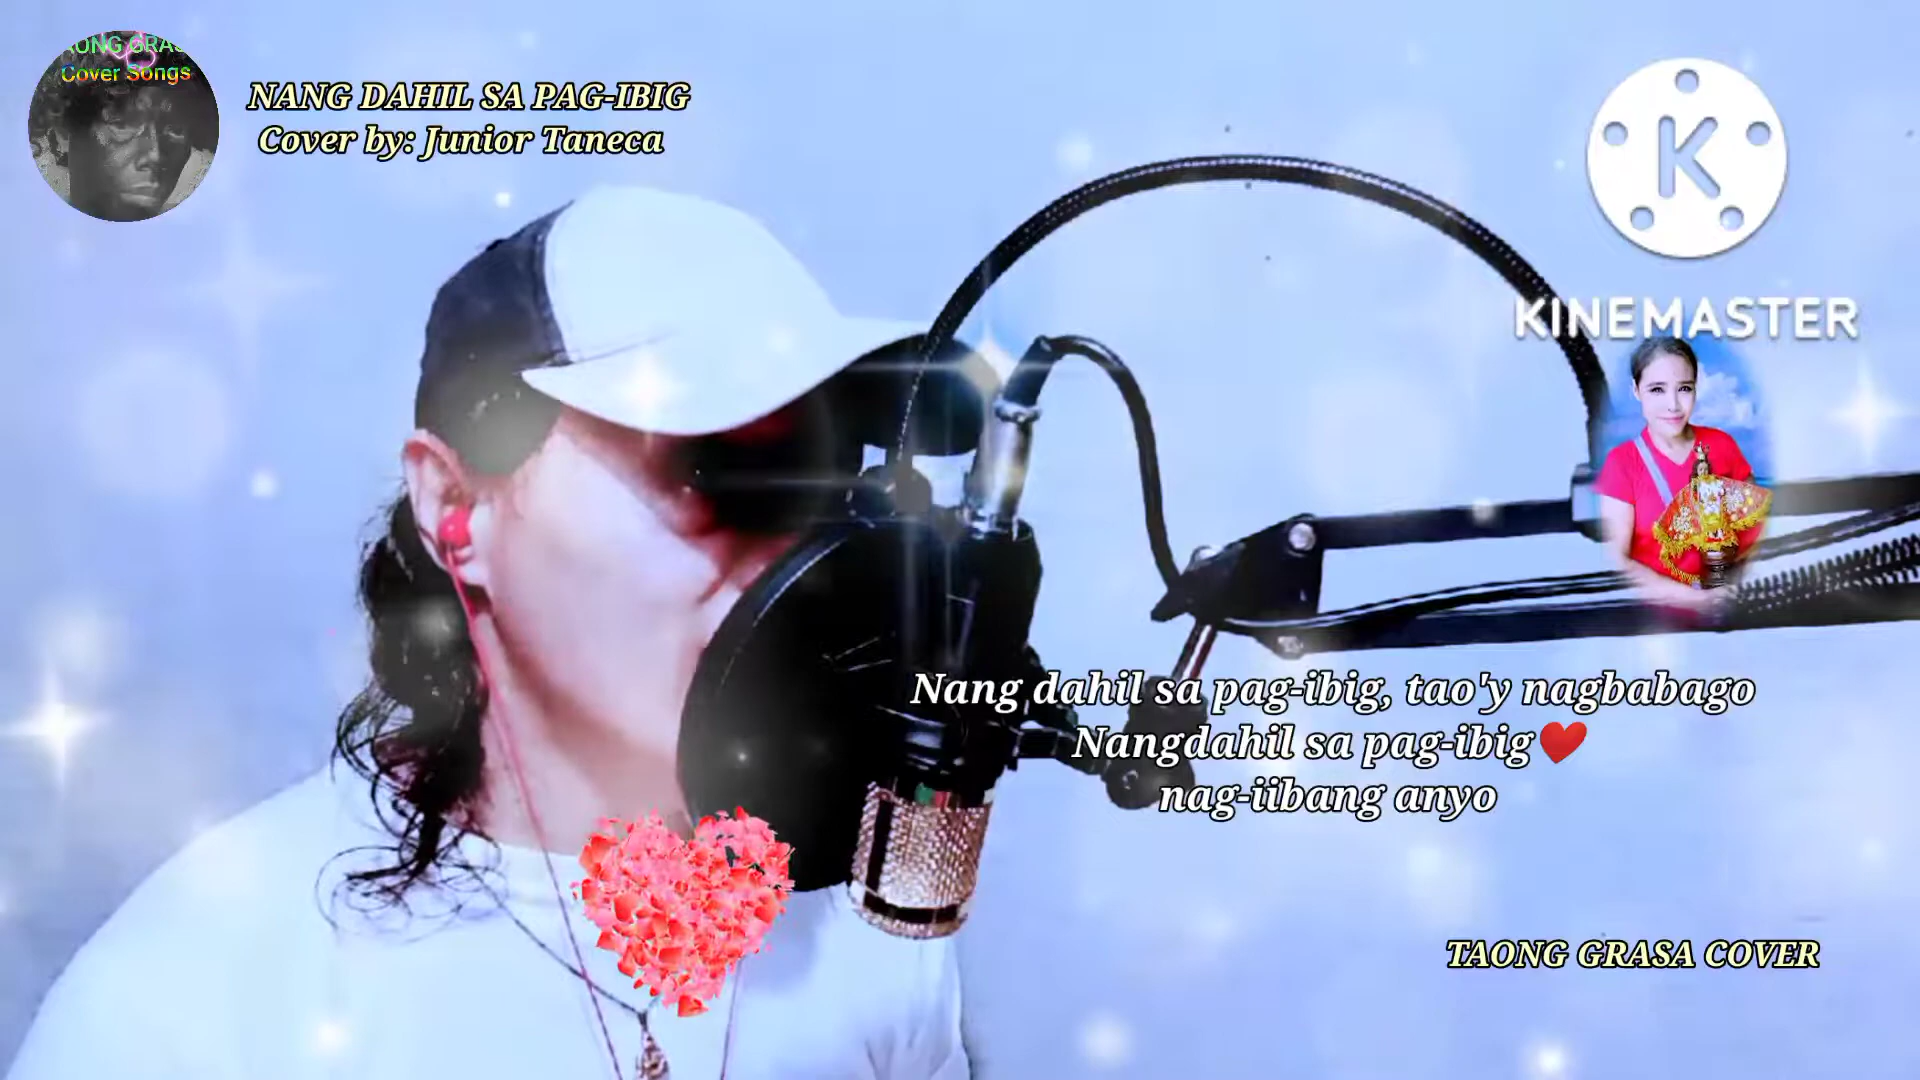 Cover Songs
NANG DAHIL SA PAG-IBIG
Cover by: Junior Taneca
K
KINEMASTER
Nang dahil sa pag-ibig, tao'y nagbabago
Nangdahil sa pag-ibig❤️
nag-iibang anyo
TAONG GRASA COVER